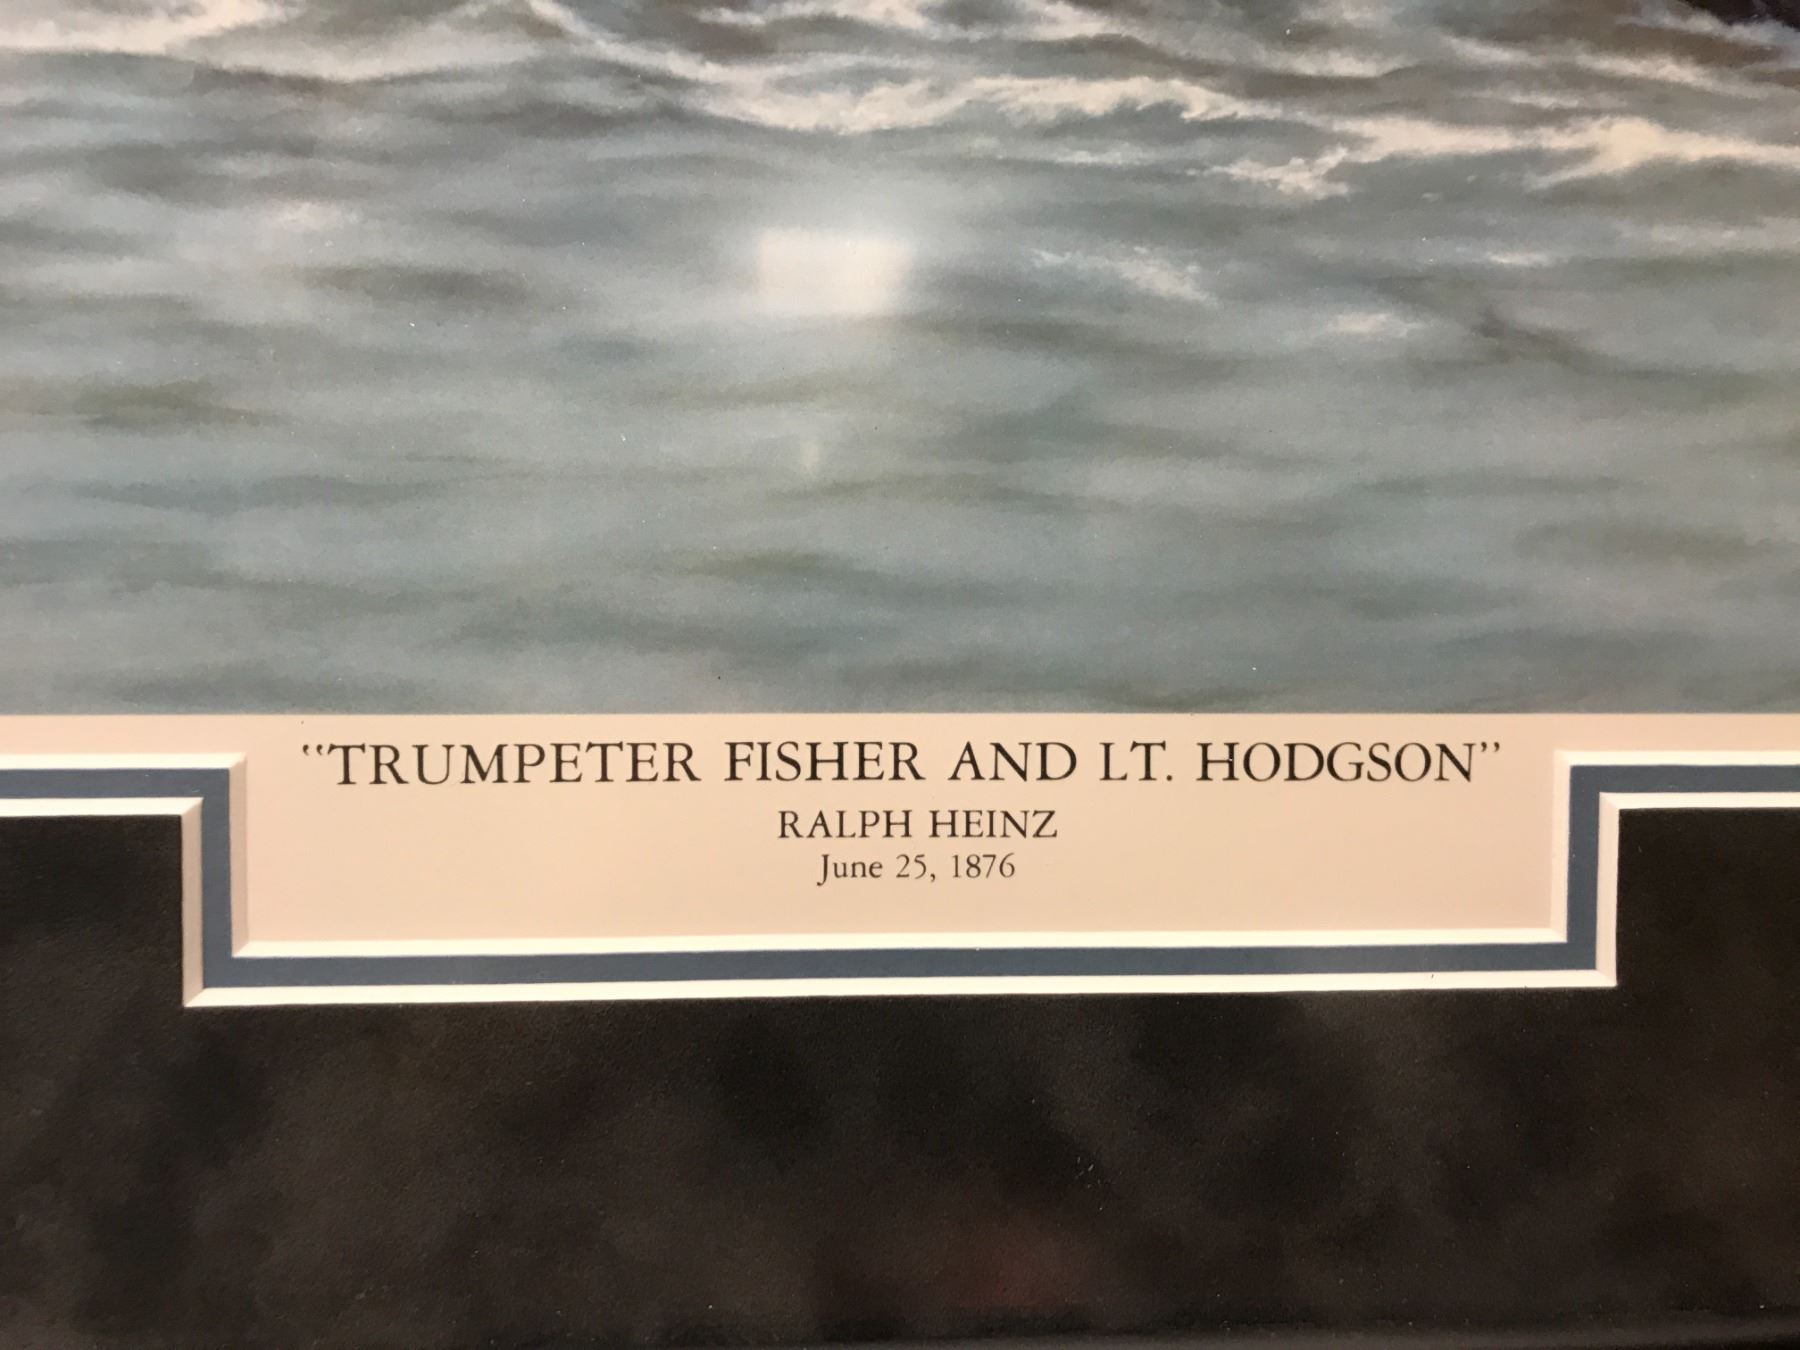 “TRUMPETER FISHER AND LT. HODGSON”
RALPH HEINZ
June 25, 1876